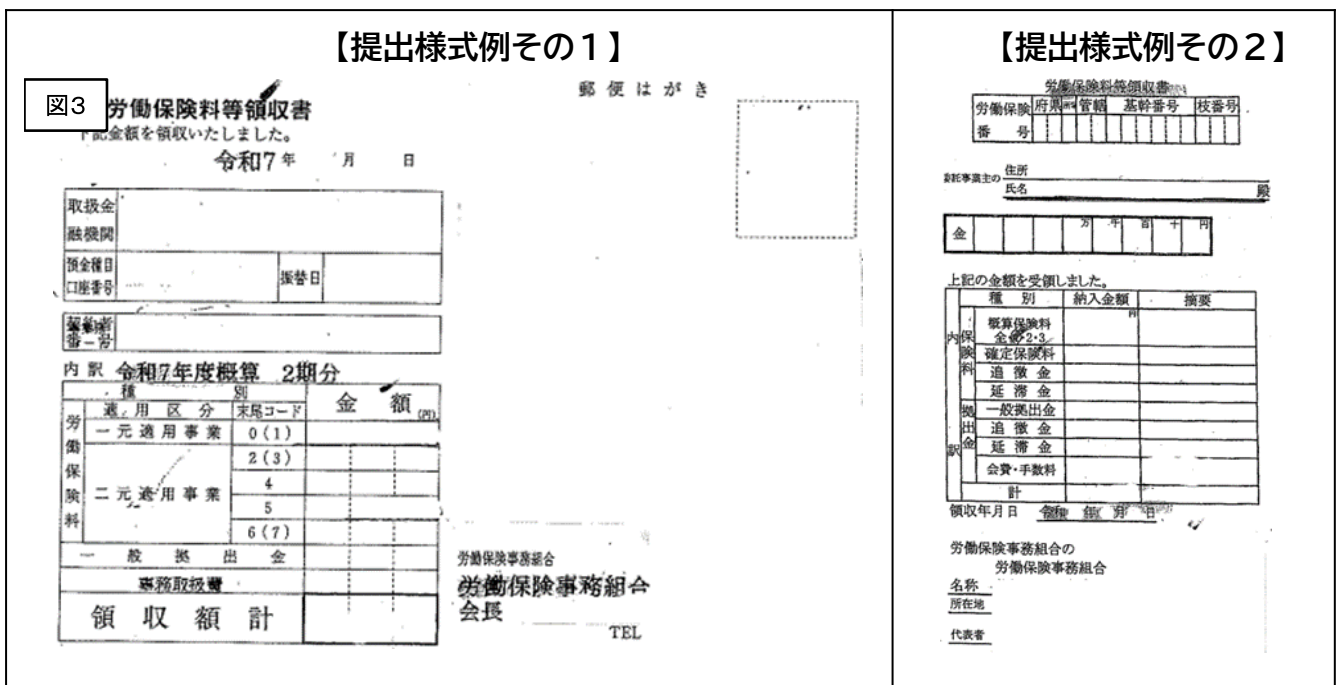 【提出様式例その1】
図3
労働保険料等領収書
下記金額を領収いたしました。
令和7年 月 日
郵便はがき
取扱金
融機関
預金種目
口座番号
振替日
番号
内訳 令和7年度概算 2期分
種 別
金 額 (円)
適用区分 末尾コード
労働保険料
一元適用事業 0(1)
二元適用事業
2(3)
4
5
6(7)
一般拠出金
事務取扱費
領収額計
労働保険事務組合
労働保険事務組合
会長
TEL
【提出様式例その2】
労働保険料等領収書
労働保険
番 号
府県 所掌 管轄 基幹番号 枝番号
委託事業主の
住所
氏名 殿
金 万 千 百 十 円
上記の金額を受領しました。
種 別 納入金額 摘要
円
内訳
保険料
概算保険料
2・3
確定保険料
追徴金
延滞金
拠出金
一般拠出金
追徴金
延滞金
会費・手数料
計
領収年月日 令和 年 月 日
労働保険事務組合の
労働保険事務組合
名称
所在地
代表者